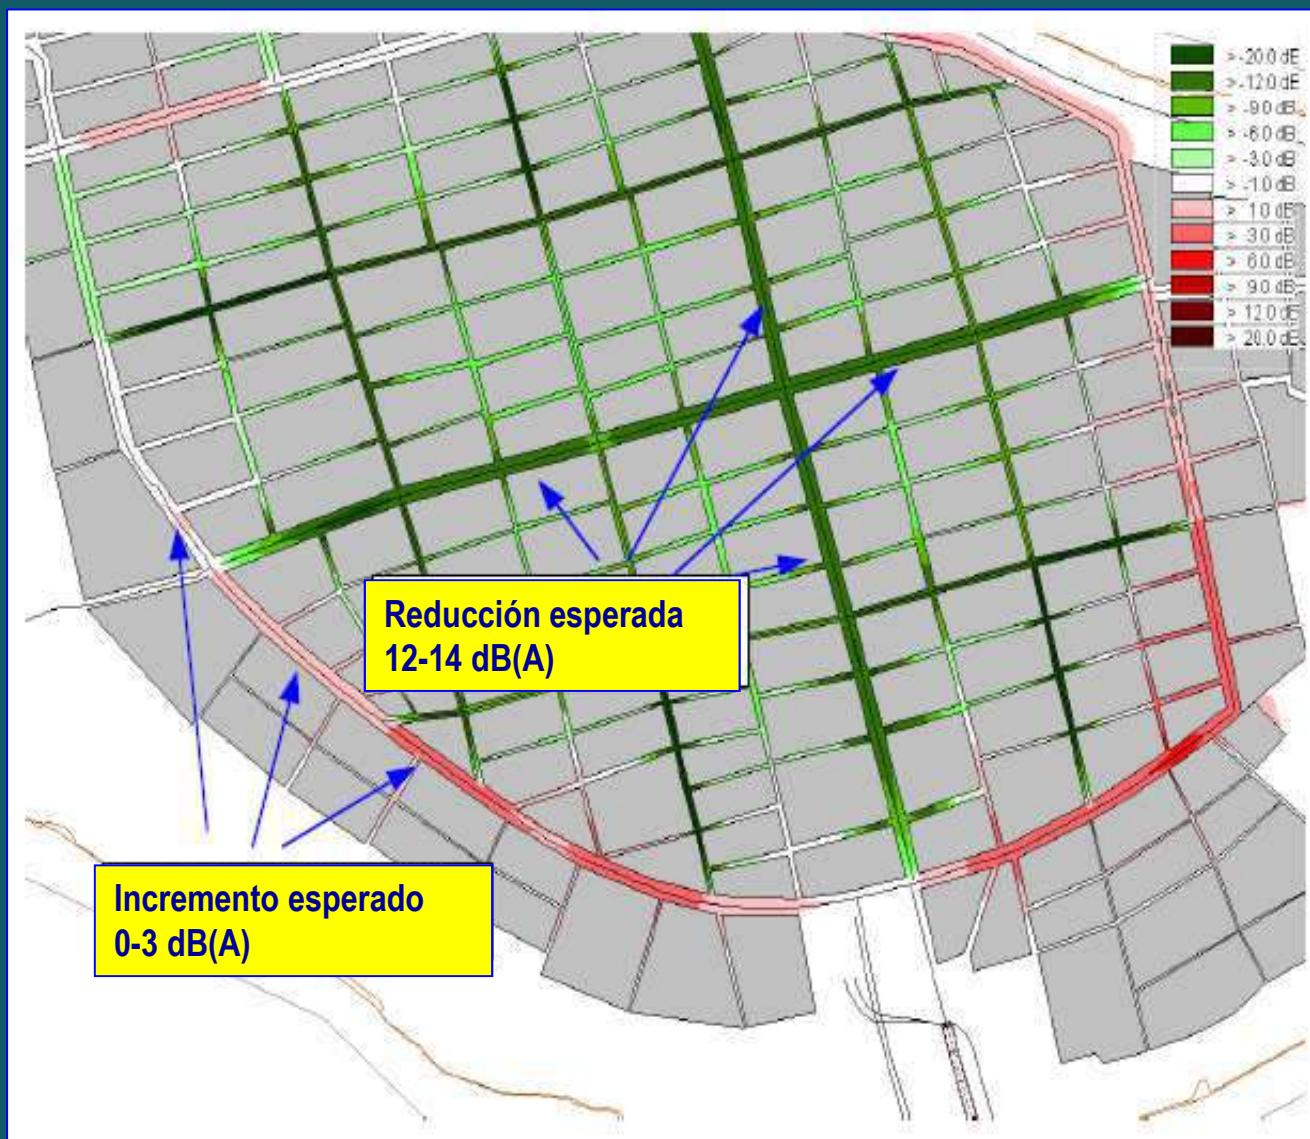 > -20.0 dB
> -12.0 dB
> -9.0 dB
> -6.0 dB
> -3.0 dB
> -1.0 dB
> 1.0 dB
> 3.0 dB
> 6.0 dB
> 9.0 dB
> 12.0 dB
> 20.0 dB
Reducción esperada
12-14 dB(A)
Incremento esperado
0-3 dB(A)